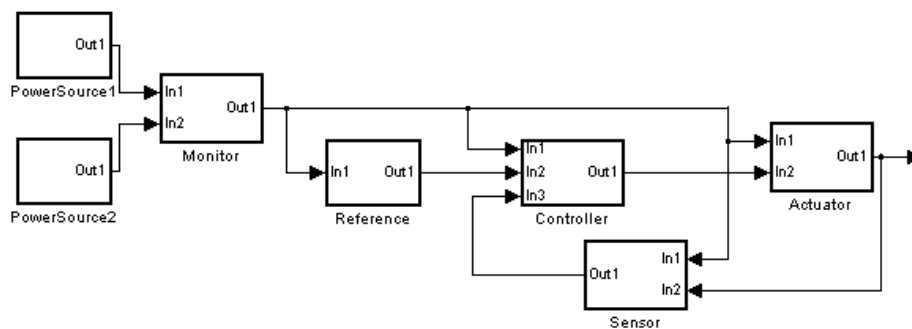 Out1
PowerSource1
Out1
PowerSource2
In1
In2
Out1
Monitor
In1
Out1
Reference
In1
In2
In3
Out1
Controller
In1
In2
Out1
Actuator
Out1
In1
In2
Sensor